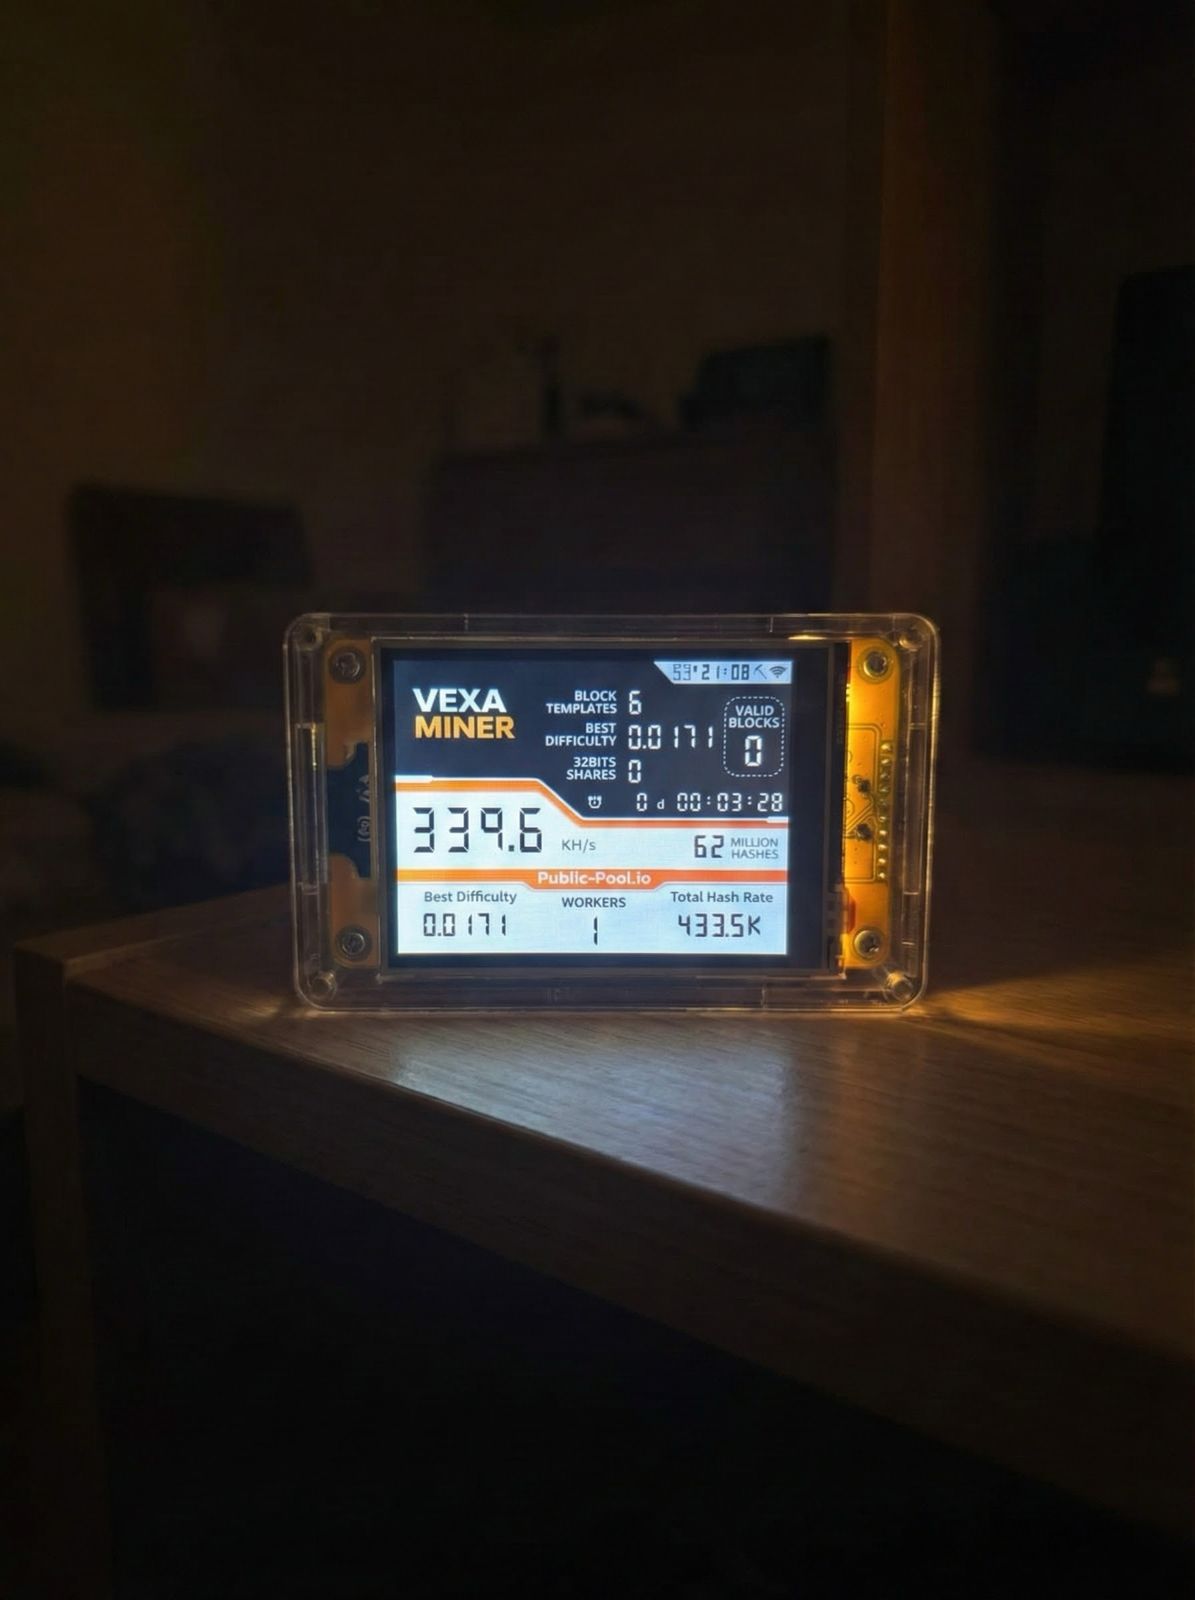 53° 21:08
VEXA
MINER
BLOCK
TEMPLATES 6
BEST
DIFFICULTY 0.0171
32BITS
SHARES 0
VALID
BLOCKS
0
0 d 00:03:28
339.6 KH/s
62 MILLION
HASHES
Public-Pool.io
Best Difficulty
0.0171
WORKERS
1
Total Hash Rate
433.5K